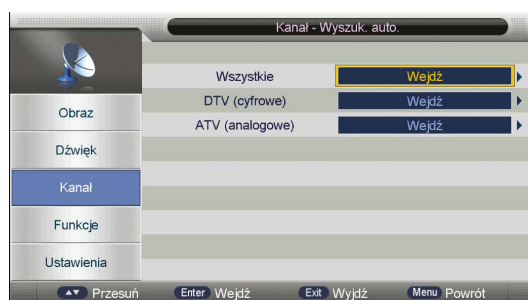 Kanał - Wyszuk. auto.
Wszystkie Wejdź
DTV (cyfrowe) Wejdź
ATV (analogowe) Wejdź
Obraz
Dźwięk
Kanał
Funkcje
Ustawienia
Przesuń Enter Wejdź Exit Wyjdź Menu Powrót